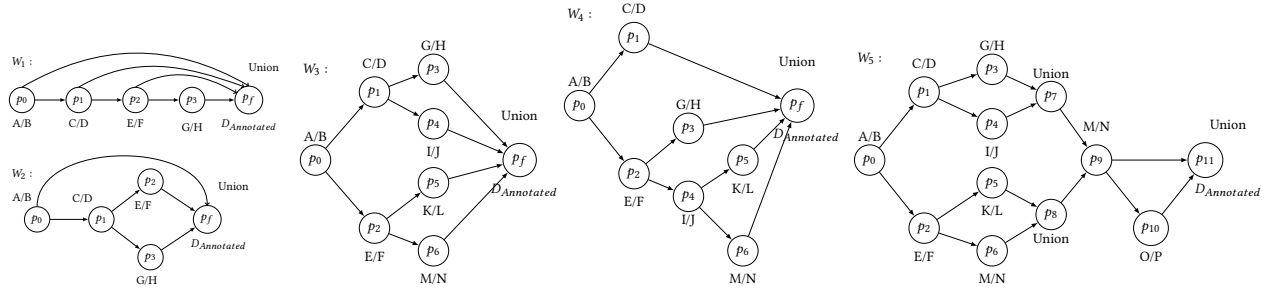 W1 :
Union
p0
p1
p2
p3
pf
A/B
C/D
E/F
G/H
DAnnotated
W2 :
A/B
C/D
p2
Union
E/F
p0
p1
pf
DAnnotated
p3
G/H
W3 :
G/H
C/D
p3
p1
Union
A/B
p4
I/J
p0
pf
p5
DAnnotated
K/L
p2
E/F
p6
M/N
W4 :
C/D
p1
Union
A/B
p0
G/H
pf
p3
DAnnotated
p5
p2
K/L
E/F
p4
I/J
p6
M/N
W5 :
G/H
C/D
p3
Union
p1
p7
p4
M/N
Union
A/B
I/J
p0
p9
p11
p5
DAnnotated
K/L
p8
p2
Union
p10
E/F
p6
O/P
M/N